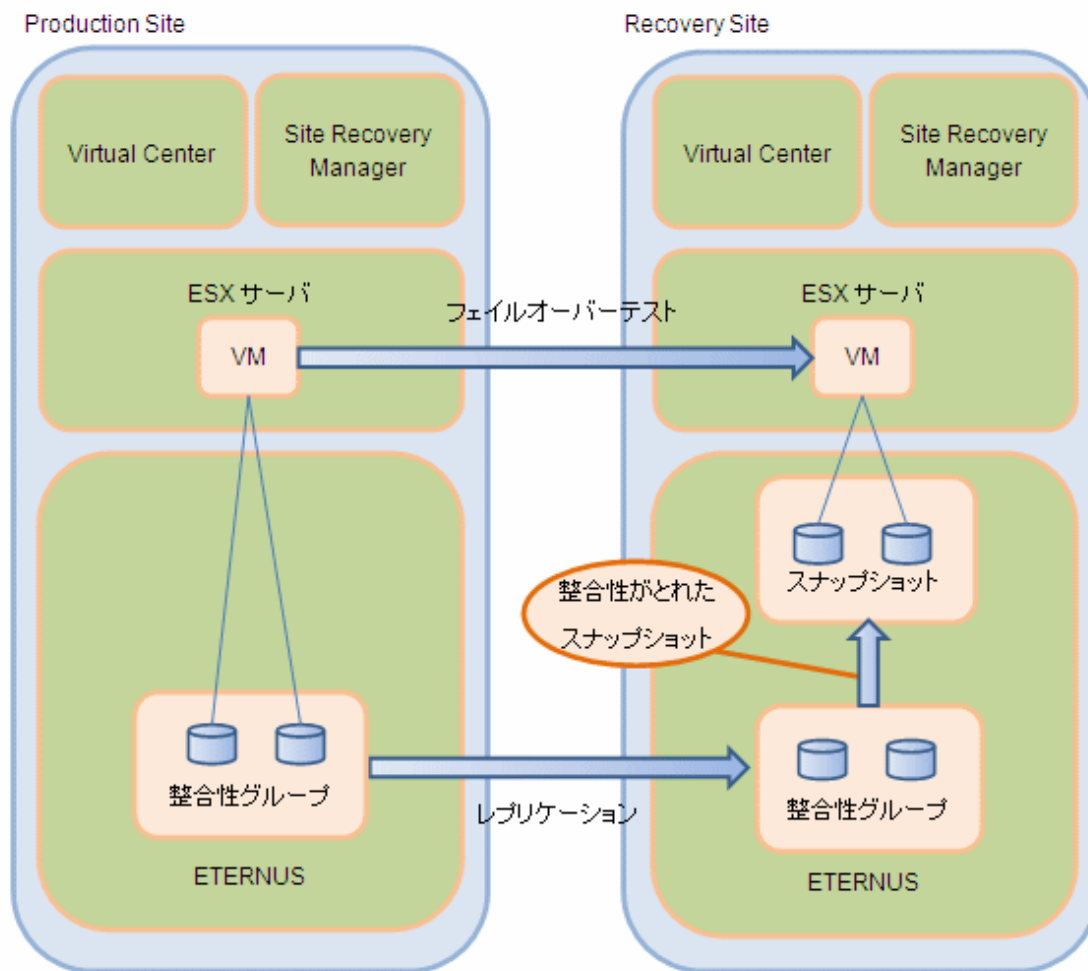 Production Site
Recovery Site
Virtual Center
Site Recovery
Manager
Virtual Center
Site Recovery
Manager
ESX サーバ
VM
フェイルオーバーテスト
ESX サーバ
VM
スナップショット
整合性がとれた
スナップショット
整合性グループ
ETERNUS
レプリケーション
整合性グループ
ETERNUS